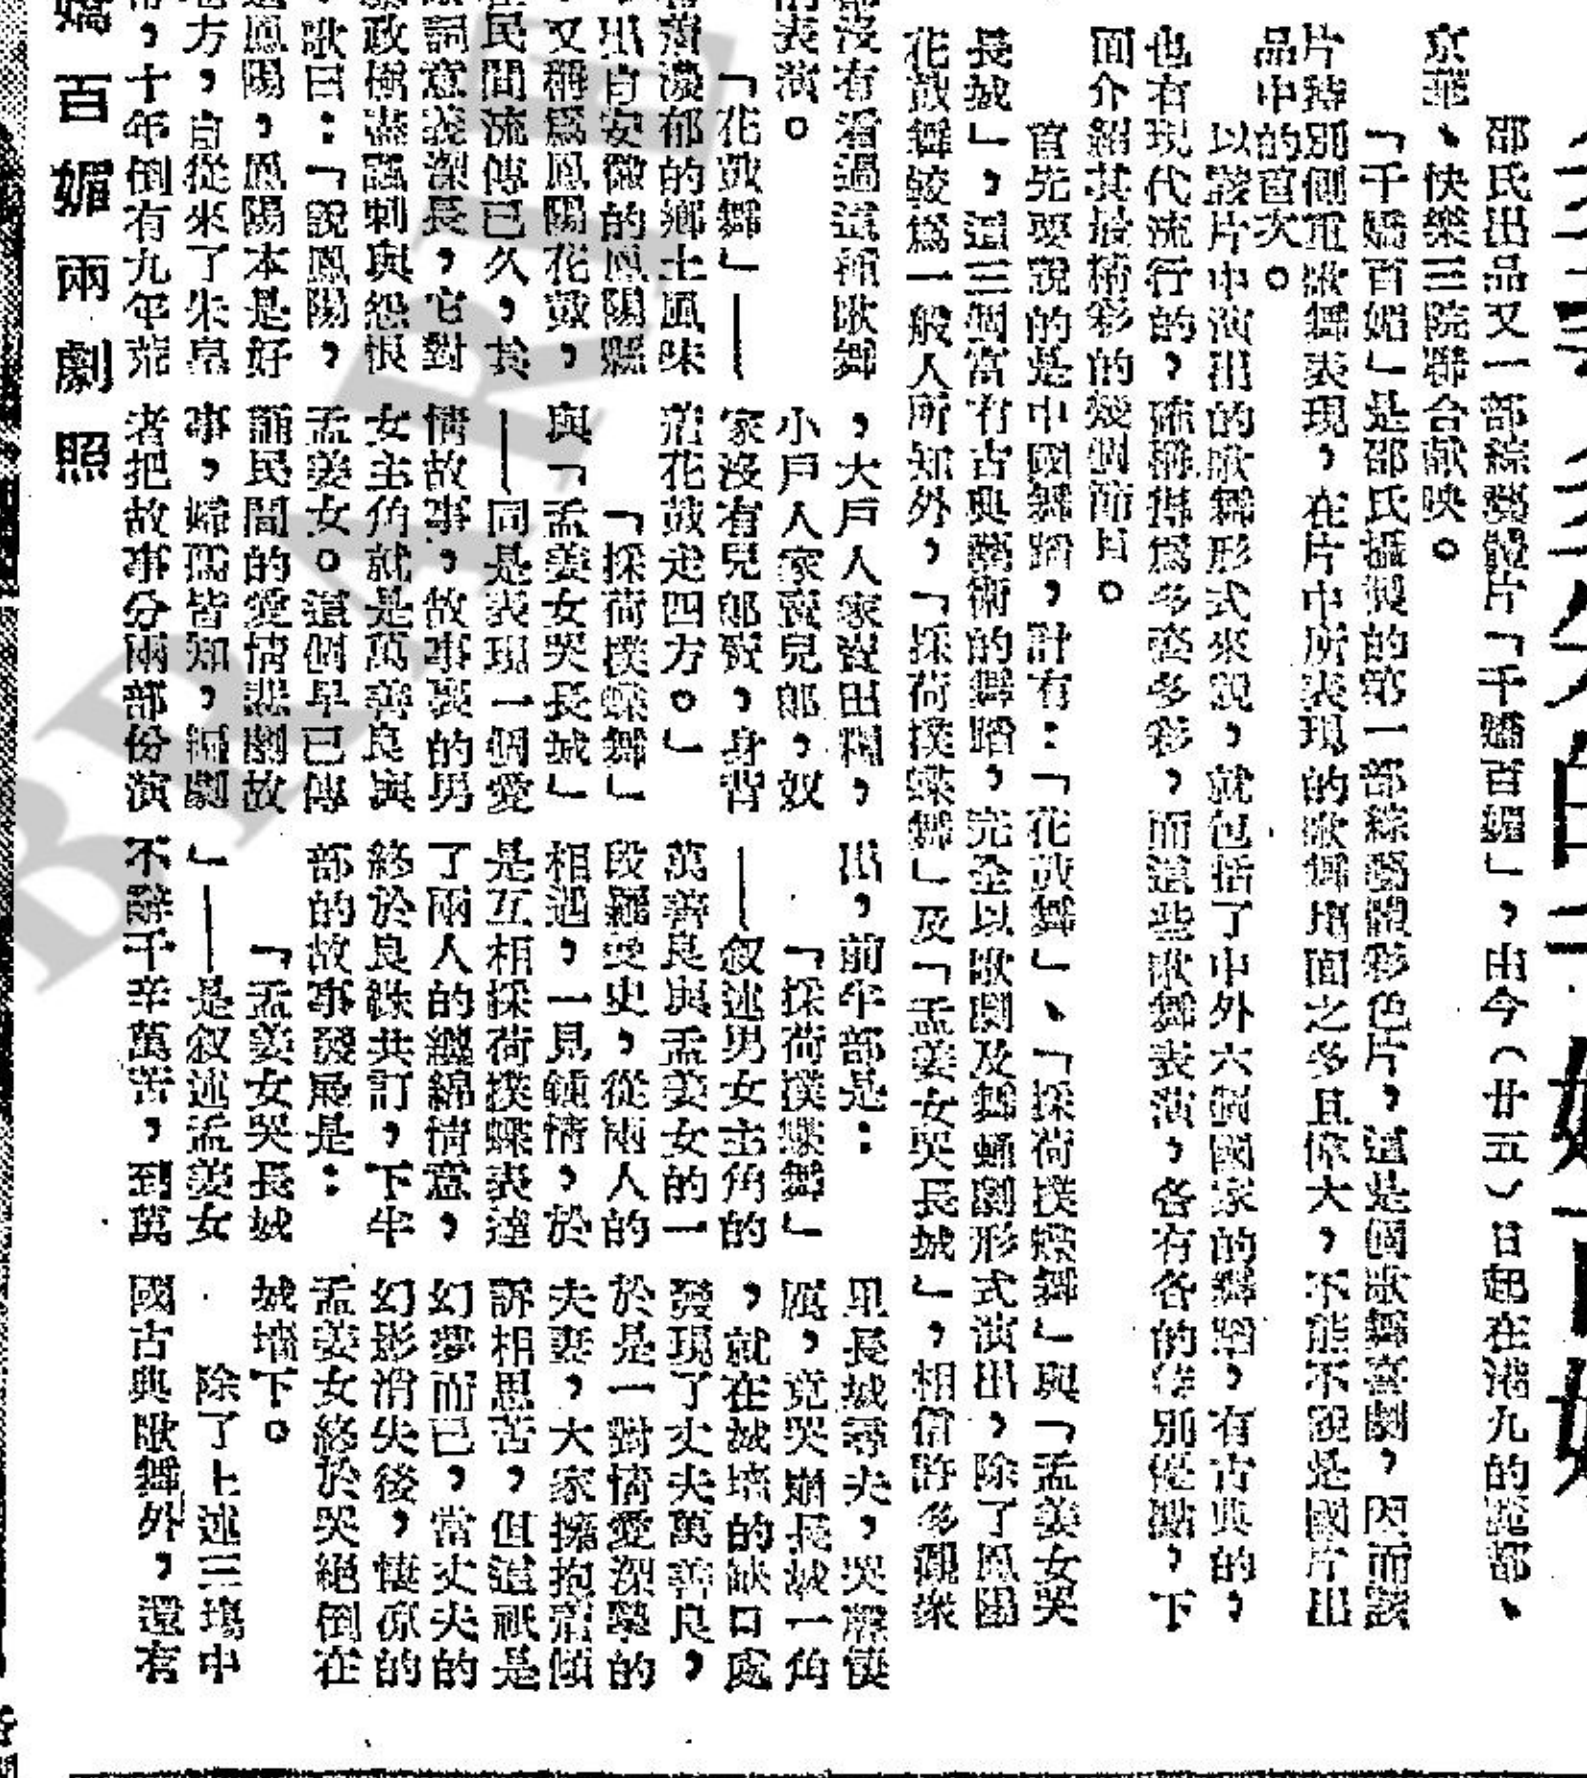 邵氏出品又一部綜藝體片「千嬌百媚」，由今（廿五）日起在港九的麗都、
京華、快樂三院聯合獻映。
「千嬌百媚」是邵氏攝製的第一部綜藝體彩色片，這是個歌舞喜劇，因而該
片特別側重歌舞表現，在片中所表現的歌舞塲面之多且偉大，不能不說是國片出
品中的首次。
以該片中演出的歌舞形式來說，就包括了中外六個國家的舞蹈，有古典的，
也有現代流行的，確稱得爲多姿多彩，而這些歌舞表演，各有各的特別優點，下
面介紹其最精彩的幾個節目。
首先要說的是中國舞蹈，計有：「花鼓舞」、「採荷撲蝶舞」與「孟姜女哭
長城」，這三個富有古典藝術的舞蹈，完全以歌劇及舞蹈劇形式演出，除了鳳陽
花鼓舞較爲一般人所知外，「採荷撲蝶舞」及「孟姜女哭長城」，相信許多觀衆
都沒有看過這種歌舞
的表演。
「花鼓舞」——
着濃郁的鄉土風味
出自安徽的鳳陽縣
又稱爲鳳陽花鼓，
民間流傳已久，其
詞意義深長，它對
政極盡諷刺與怨恨
歌曰：「說鳳陽，
鳳陽，鳳陽本是好
地方，自從來了朱皇
，十年倒有九年荒
，大戶人家賣田糧，
小戶人家賣兒郎，奴
家沒有兒郎賣，身背
着花鼓走四方。」
「採荷撲蝶舞」
與「孟姜女哭長城」
——同是表現一個愛
情故事，故事裏的男
女主角就是萬善良與
孟姜女。這個早已傳
誦民間的愛情悲劇故
事，婦孺皆知，編劇
者把故事分兩部份演
出，前半部是：
「採荷撲蝶舞」
——叙述男女主角的
萬善良與孟姜女的一
段羅曼史，從兩人的
相遇，一見傾情，於
是互相採荷撲蝶表達
了兩人的纏綿情意，
終於良緣共訂，下半
部的故事發展是：
「孟姜女哭長城
」——是叙述孟姜女
不辭千辛萬苦，到萬
里長城尋夫，哭聲悽
厲，竟哭崩長城一角
，就在城墻的缺口處
發現了丈夫萬善良，
於是一對情愛深摯的
夫妻，大家擁抱着傾
訴相思苦，但這祇是
幻夢而已，當丈夫的
幻影消失後，悽凉的
孟姜女終於哭絕倒在
城墻下。
除了上述三塲中
國古典歌舞外，還有
嬌百媚兩劇照